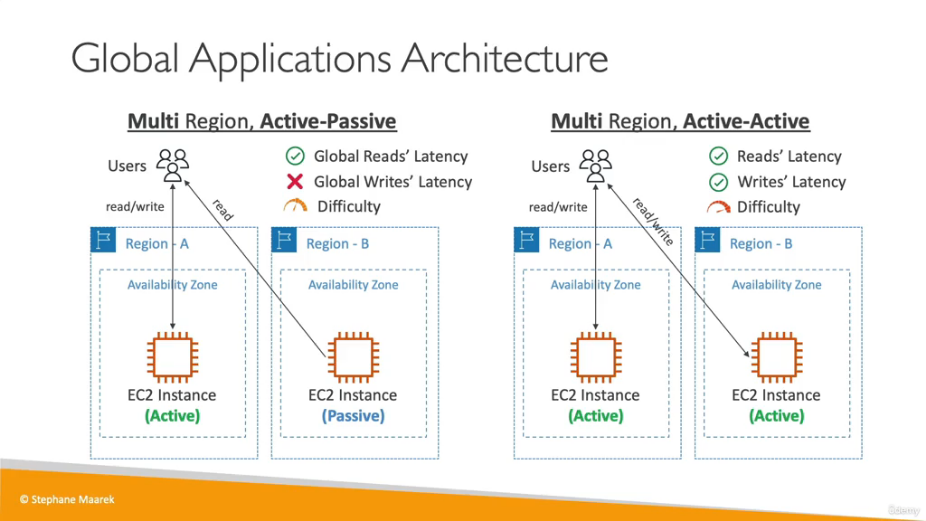 Global Applications Architecture
Multi Region, Active-Passive
Users
Global Reads' Latency
Global Writes' Latency
Difficulty
read/write
read
Region - A
Availability Zone
EC2 Instance
(Active)
Region - B
Availability Zone
EC2 Instance
(Passive)
Multi Region, Active-Active
Users
Reads' Latency
Writes' Latency
Difficulty
read/write
read/write
Region - A
Availability Zone
EC2 Instance
(Active)
Region - B
Availability Zone
EC2 Instance
(Active)
© Stephane Maarek